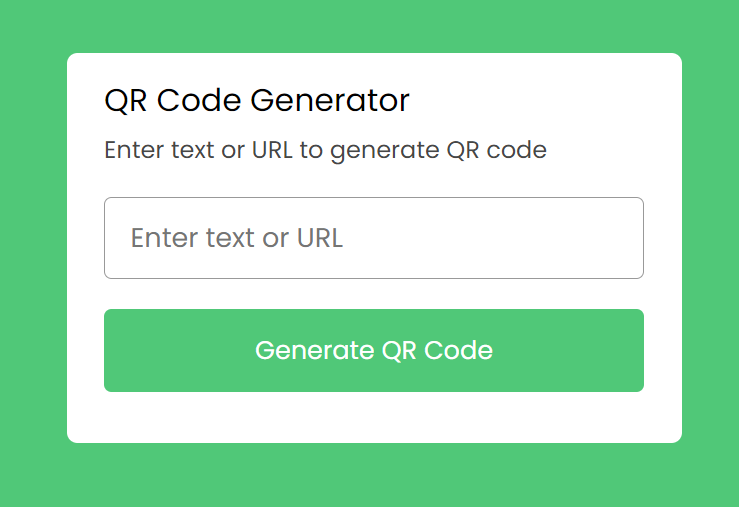 QR Code Generator
Enter text or URL to generate QR code
Enter text or URL
Generate QR Code